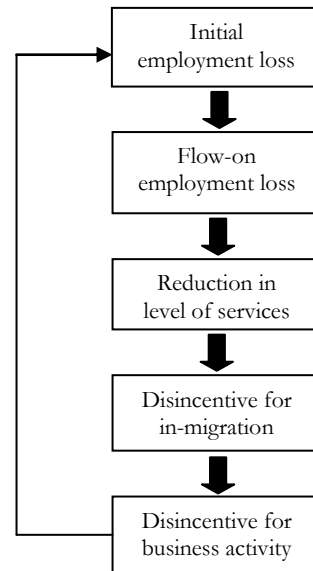 Initial
employment loss
Flow-on
employment loss
Reduction in
level of services
Disincentive for
in-migration
Disincentive for
business activity